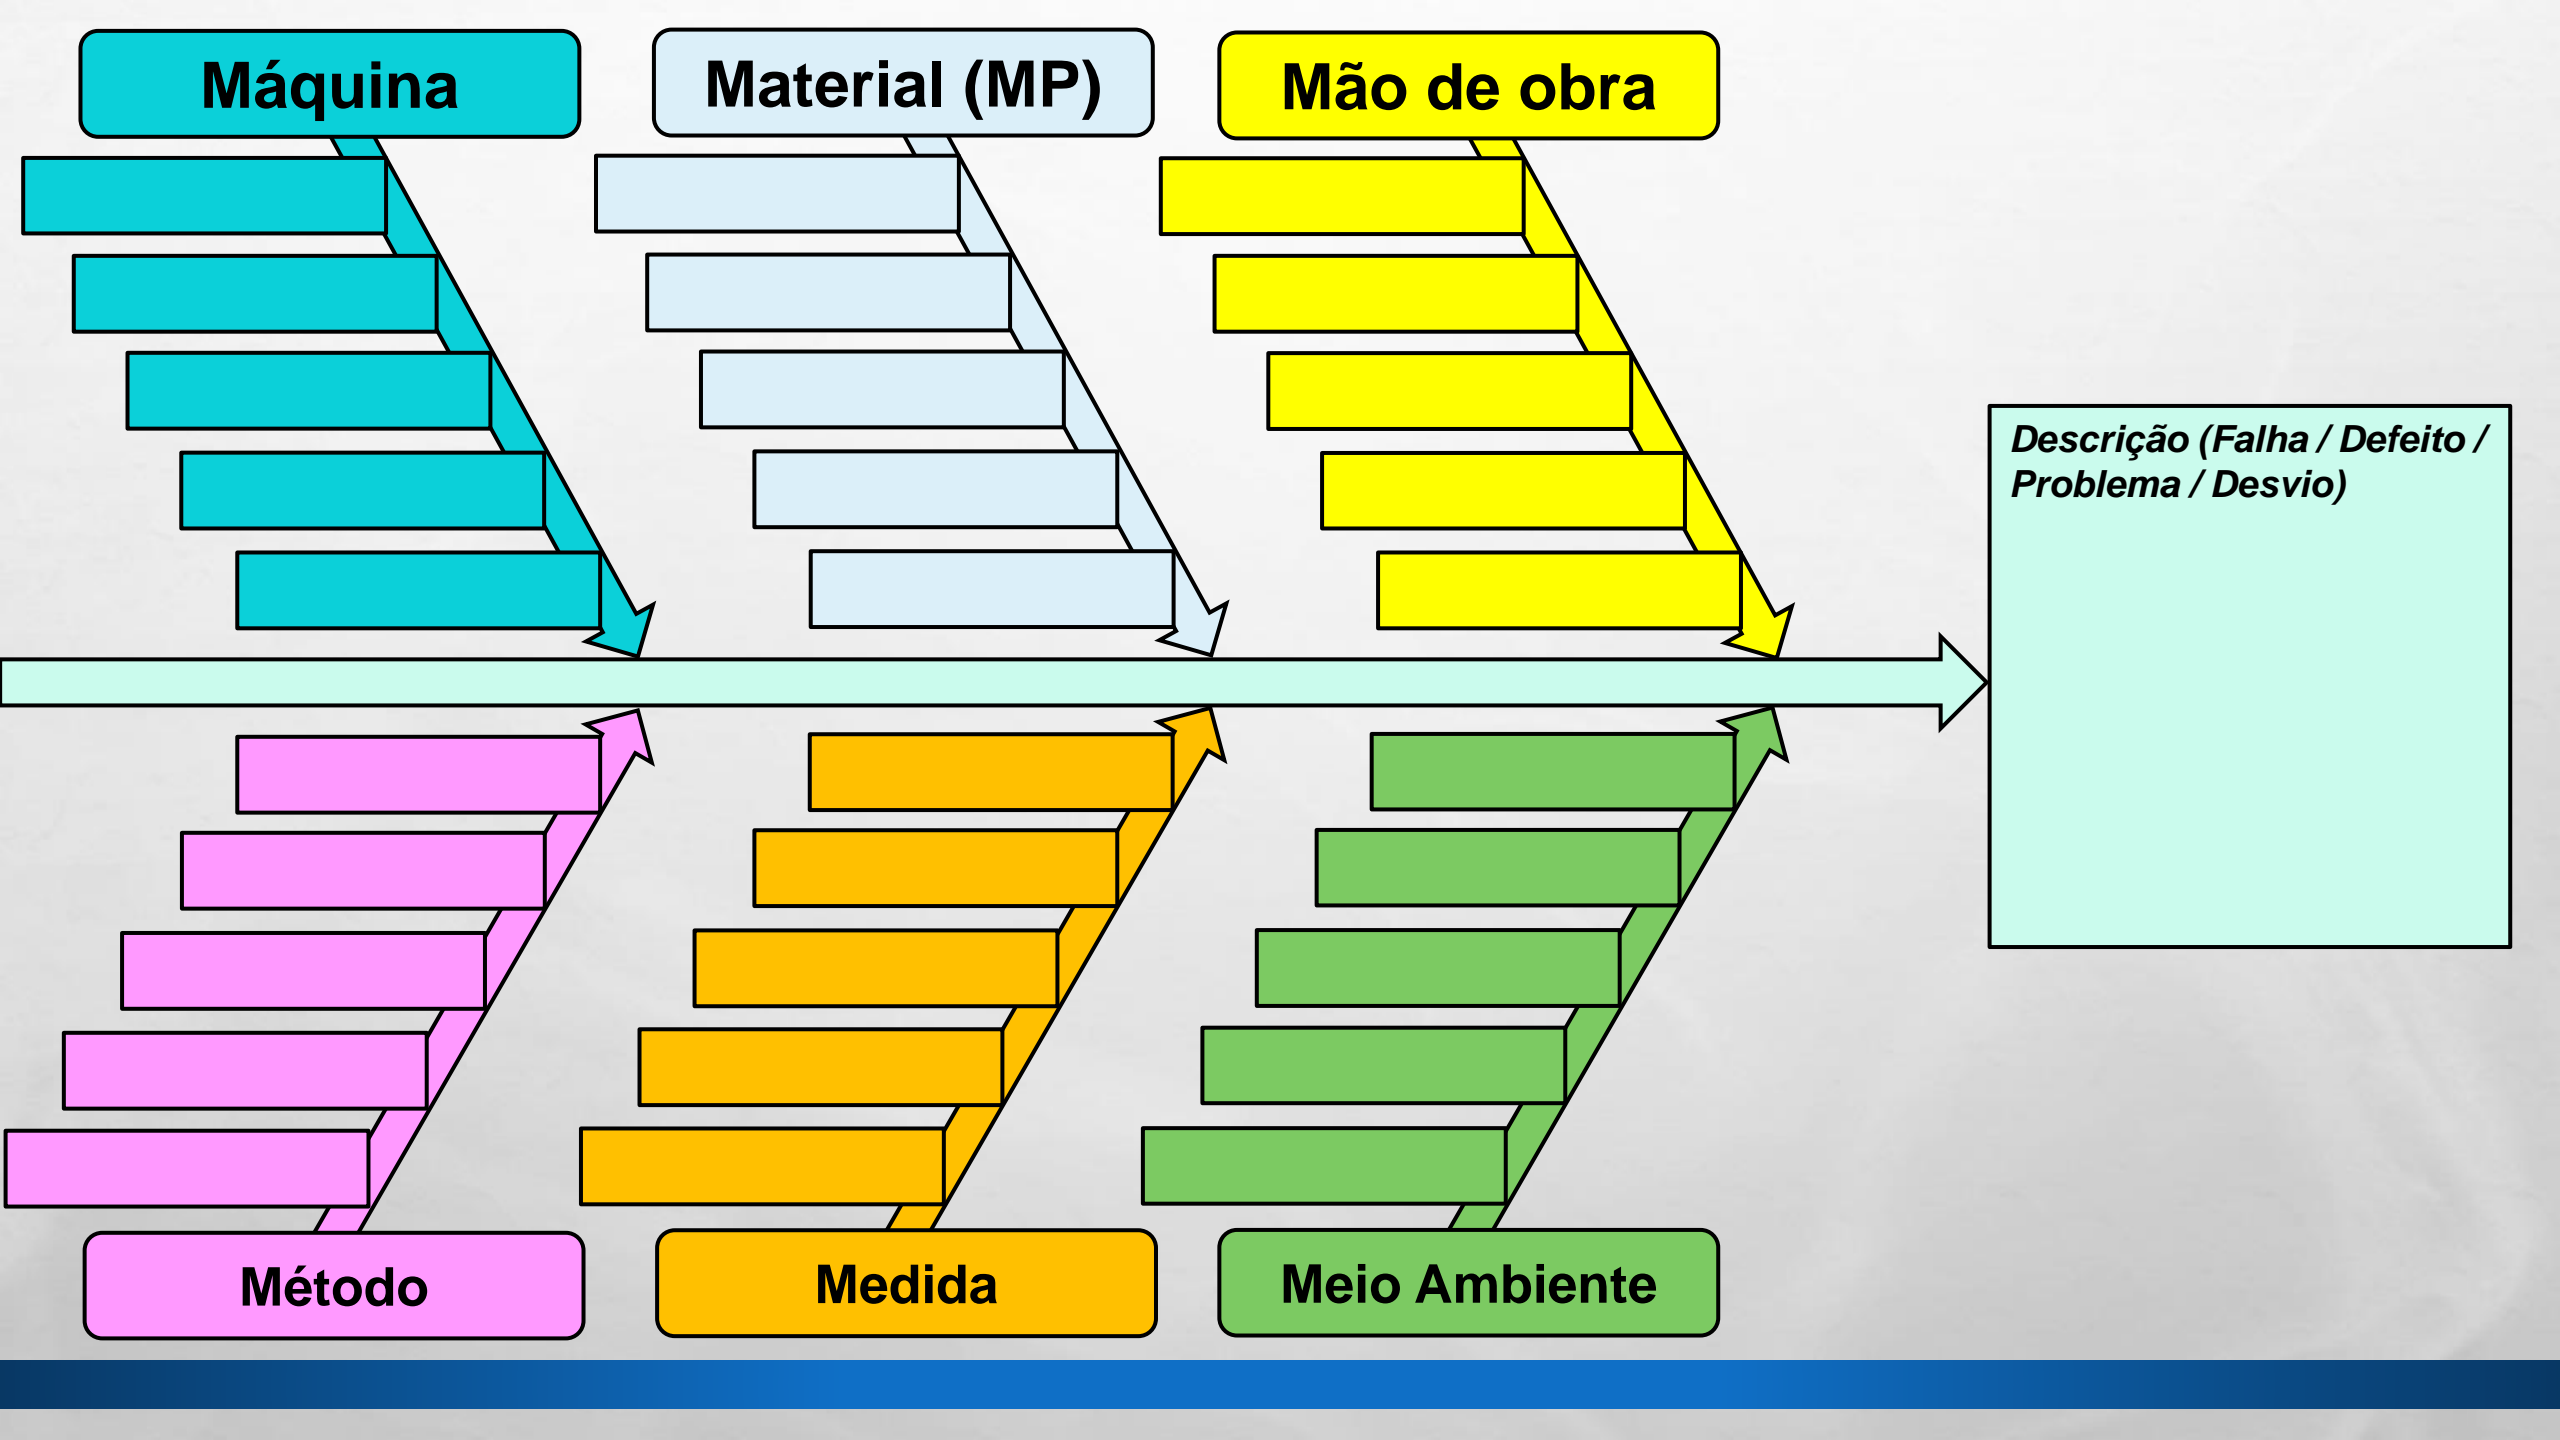 Máquina
Material (MP)
Mão de obra
Descrição (Falha / Defeito /
Problema / Desvio)
Método
Medida
Meio Ambiente